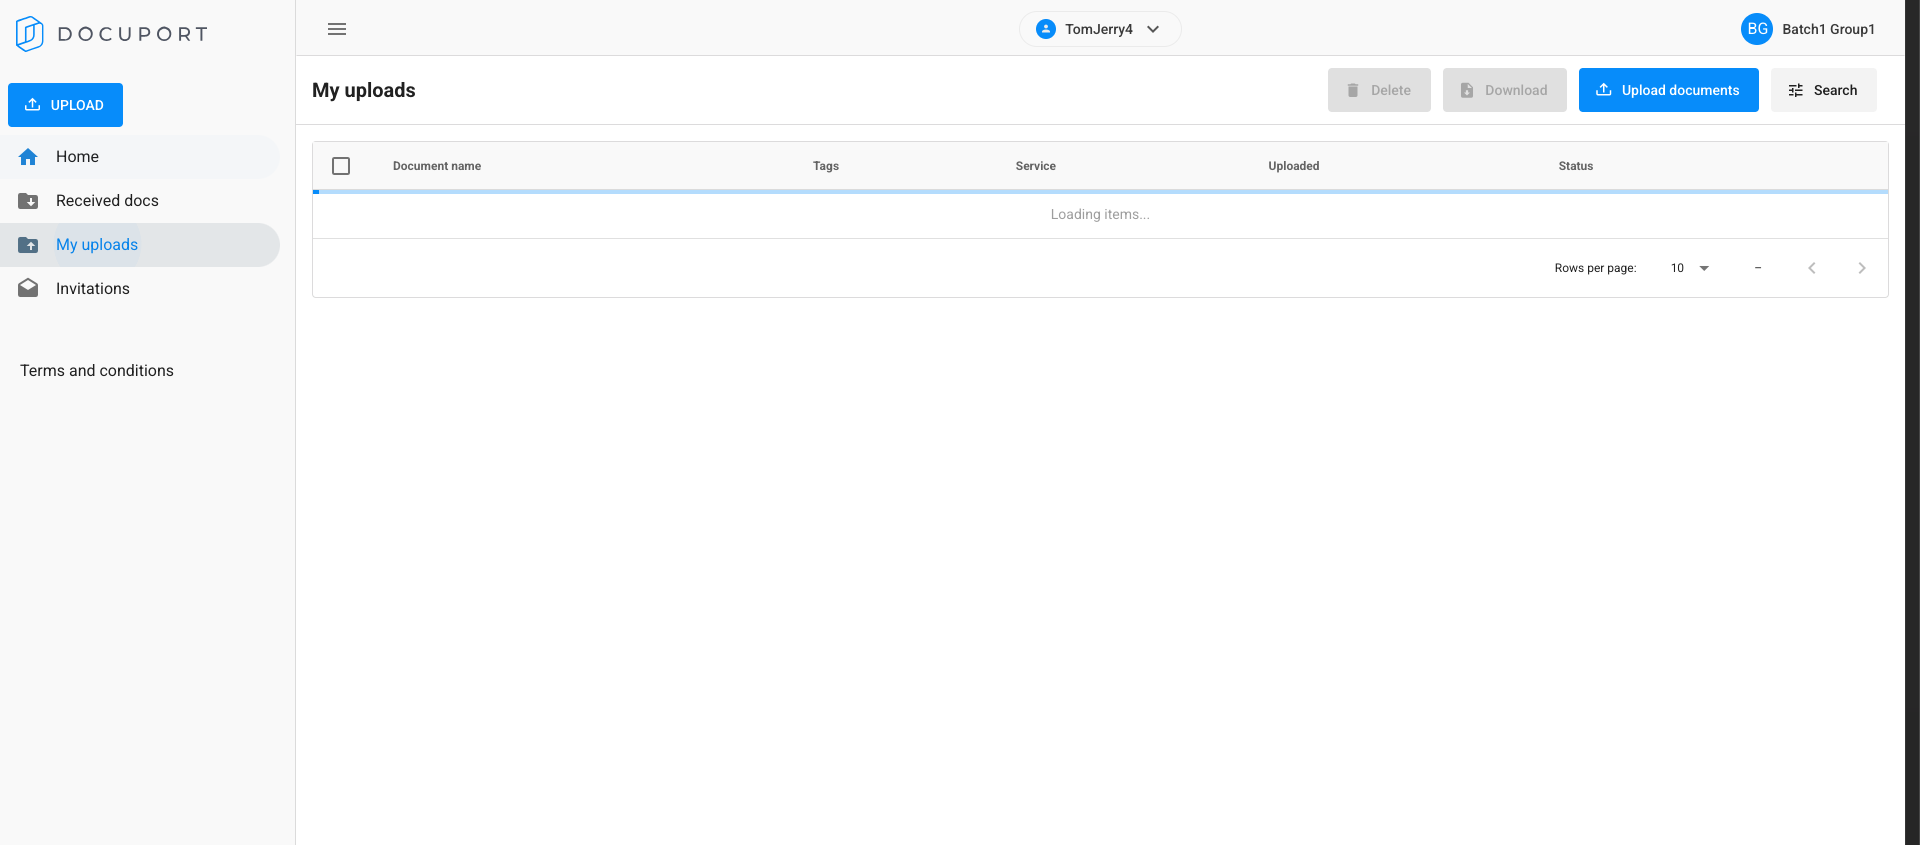 DOCUPORT
UPLOAD
Home
Received docs
My uploads
Invitations
Terms and conditions
TomJerry4
BG Batch1 Group1
My uploads
Delete Download Upload documents Search
Document name Tags Service Uploaded Status
Loading items...
Rows per page: 10 –